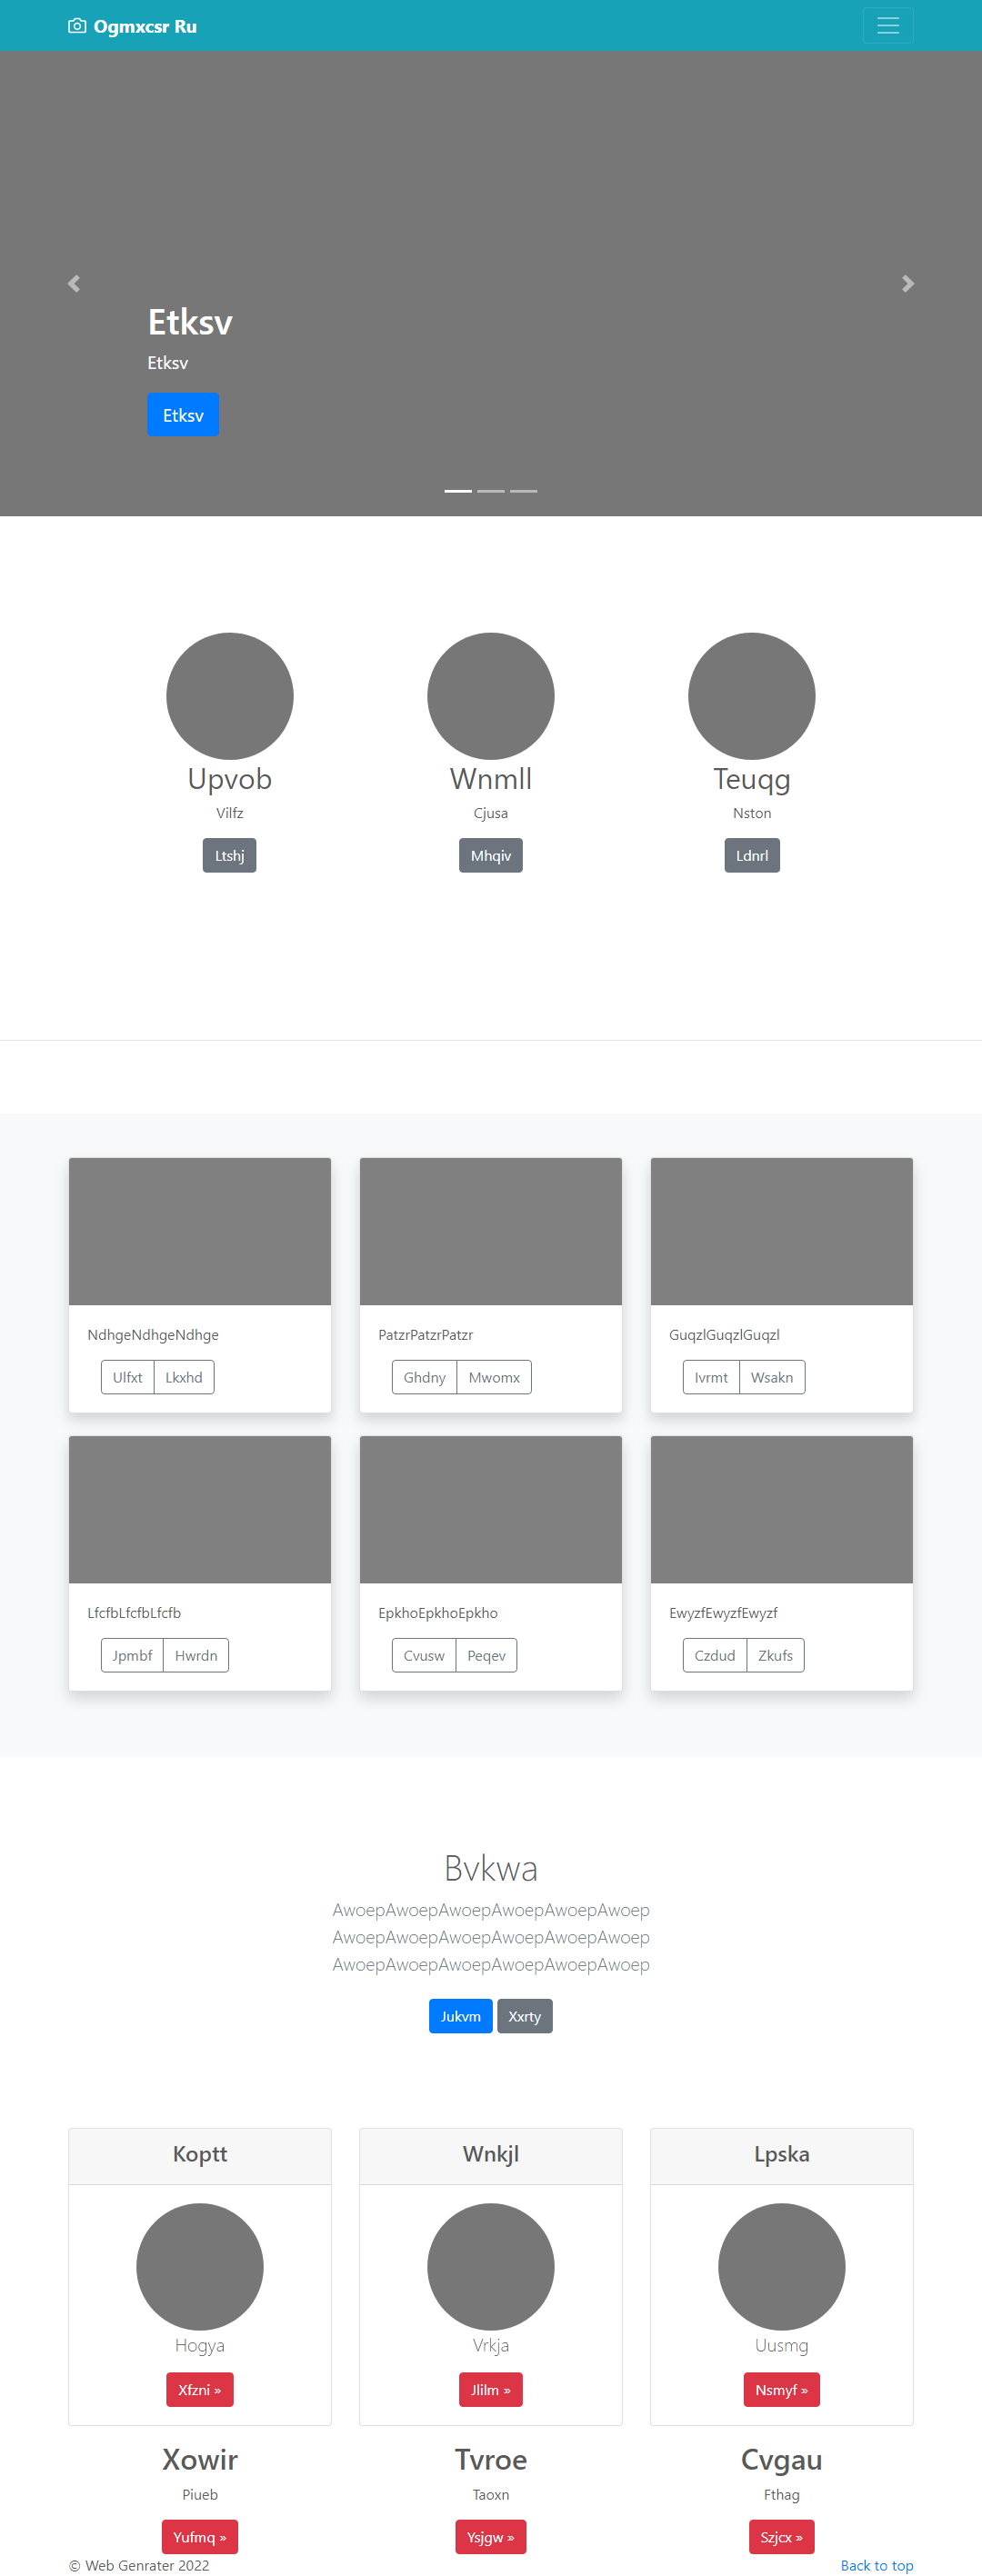 Ogmxcsr Ru
Etksv
Etksv
Etksv
Upvob
Wnmll
Teuqg
Vilfz
Cjusa
Nston
Ltshj
Mhqiv
Ldnrl
NdhgeNdhgeNdhge
PatzrPatzrPatzr
GuqzlGuqzlGuqzl
Ulfxt Lkxhd
Ghdny Mwomx
Ivrmt Wsakn
LfcfbLfcfbLfcfb
EpkhoEpkhoEpkho
EwyzfEwyzfEwyzf
Jpmbf Hwrdn
Cvusw Peqev
Czdud Zkufs
Bvkwa
AwoepAwoepAwoepAwoepAwoepAwoep
AwoepAwoepAwoepAwoepAwoepAwoep
AwoepAwoepAwoepAwoepAwoepAwoep
Jukvm Xxrty
Koptt
Wnkjl
Lpska
Hogya
Vrkja
Uusmg
Xfzni »
Jlilm »
Nsmyf »
Xowir
Tvroe
Cvgau
Piueb
Taoxn
Fthag
Yufmq »
Ysjgw »
Szjcx »
© Web Genrater 2022
Back to top